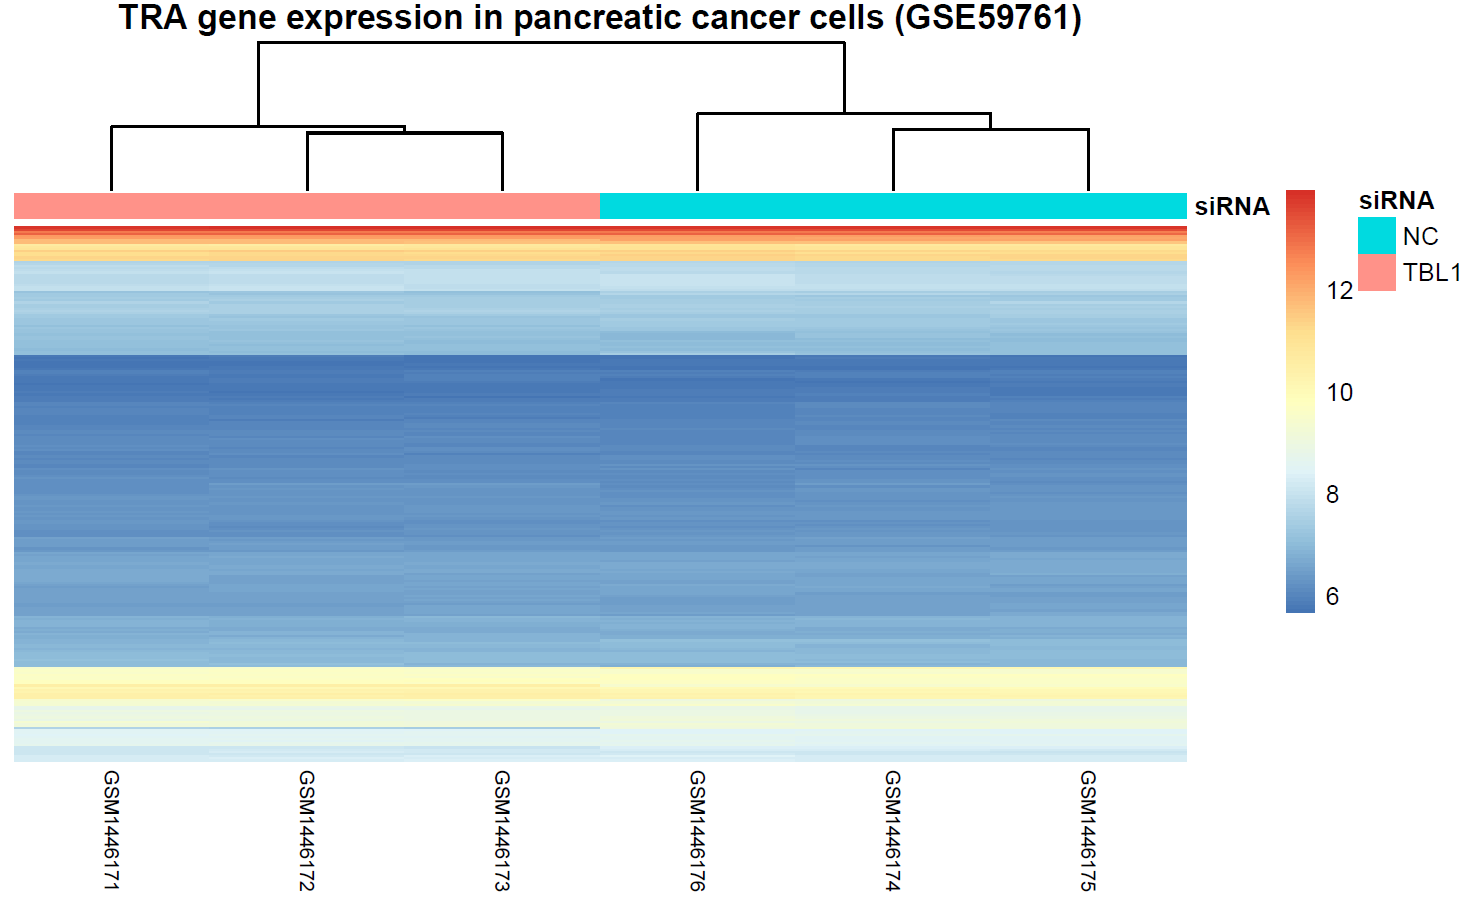 TRA gene expression in pancreatic cancer cells (GSE59761)
siRNA
siRNA
NC
TBL1
12
10
8
6
GSM1446171
GSM1446172
GSM1446173
GSM1446176
GSM1446174
GSM1446175